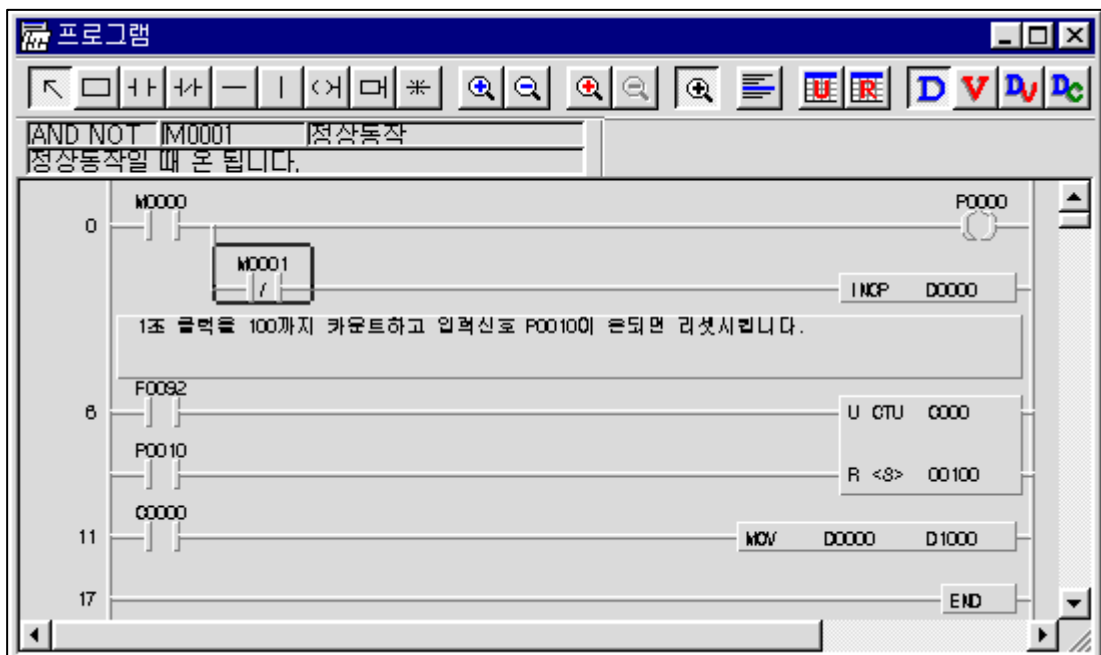 프로그램
U R D V DV DC
AND NOT M0001 정상동작
정상동작일 때 온 됩니다.
M0000 P0000
0
M0001
/ INCP D0000
1초 클럭을 100까지 카운트하고 입력신호 P0010이 온되면 리셋시킵니다.
F0092
6 U CTU C000
P0010
R <S> 00100
C0000
11 MOV D0000 D1000
17 END